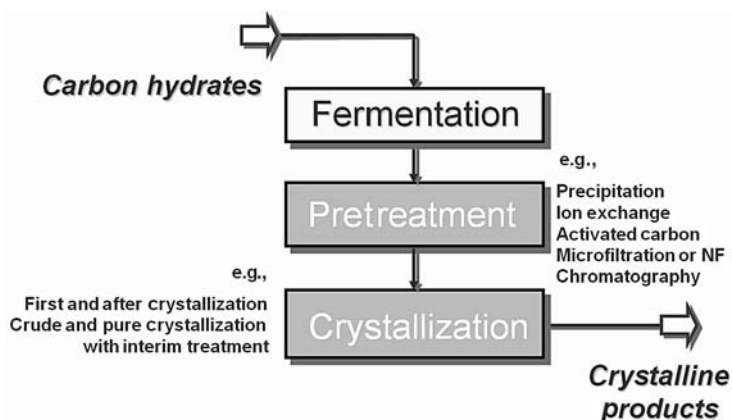 Carbon hydrates
Fermentation
e.g.,
Pretreatment
Precipitation
Ion exchange
Activated carbon
Microfiltration or NF
Chromatography
e.g.,
First and after crystallization
Crude and pure crystallization
with interim treatment
Crystallization
Crystalline
products